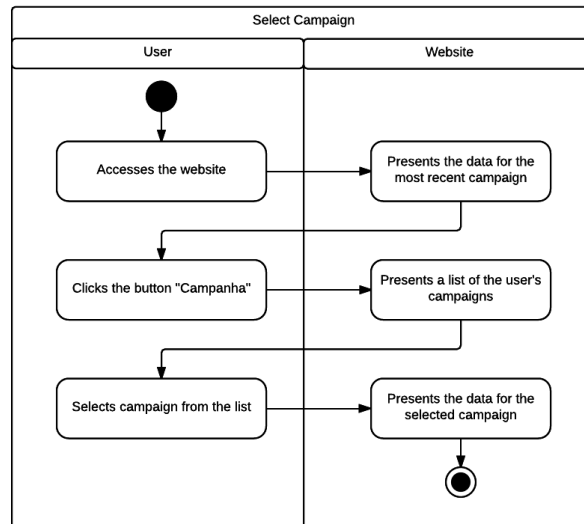 Select Campaign
User
Website
Accesses the website
Presents the data for the
most recent campaign
Clicks the button "Campanha"
Presents a list of the user's
campaigns
Selects campaign from the list
Presents the data for the
selected campaign